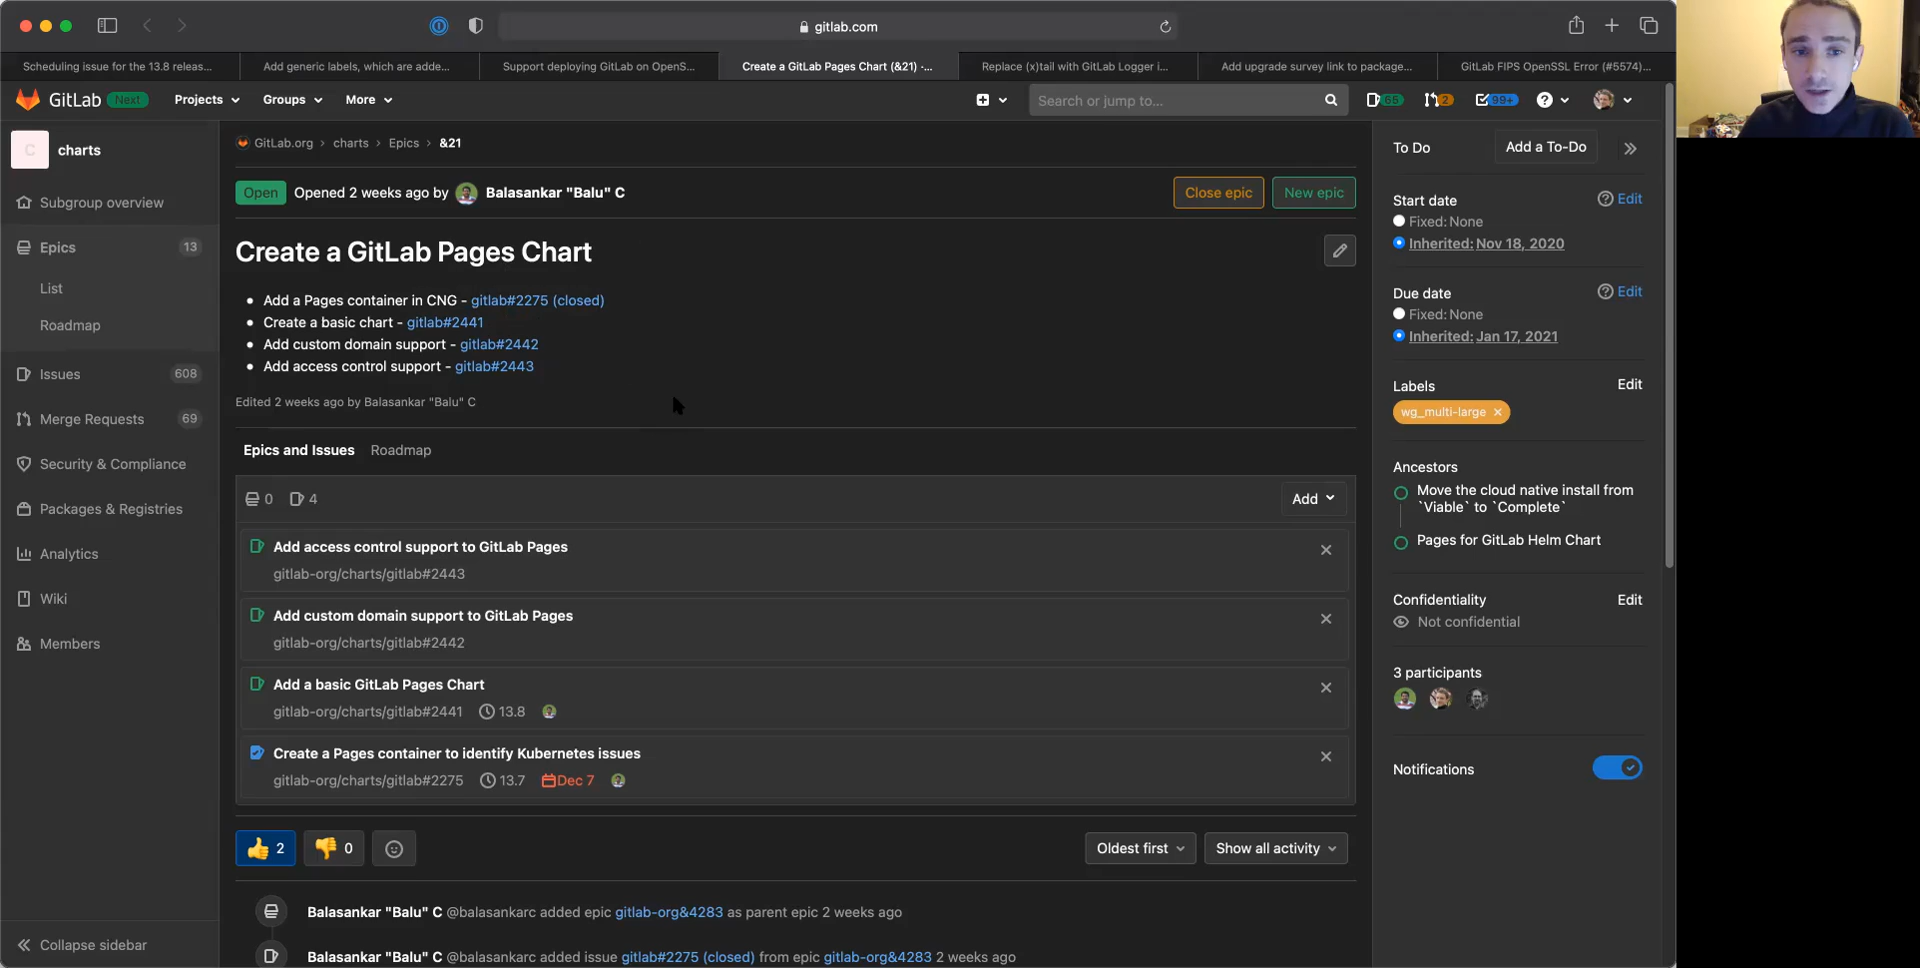 gitlab.com
Scheduling issue for the 13.8 releas...
Add generic labels, which are adde...
Support deploying GitLab on OpenS...
Create a GitLab Pages Chart (&21) -...
Replace (x)tail with GitLab Logger i...
Add upgrade survey link to package...
GitLab FIPS OpenSSL Error (#5574)...
GitLab Next Projects Groups More Search or jump to... 65 2 99+
C charts
Subgroup overview
Epics 13
List
Roadmap
Issues 608
Merge Requests 69
Security & Compliance
Packages & Registries
Analytics
Wiki
Members
Collapse sidebar
GitLab.org › charts › Epics › &21
Open Opened 2 weeks ago by Balasankar "Balu" C Close epic New epic
Create a GitLab Pages Chart
• Add a Pages container in CNG - gitlab#2275 (closed)
• Create a basic chart - gitlab#2441
• Add custom domain support - gitlab#2442
• Add access control support - gitlab#2443
Edited 2 weeks ago by Balasankar "Balu" C
Epics and Issues Roadmap
0 4 Add
Add access control support to GitLab Pages
gitlab-org/charts/gitlab#2443
Add custom domain support to GitLab Pages
gitlab-org/charts/gitlab#2442
Add a basic GitLab Pages Chart
gitlab-org/charts/gitlab#2441 13.8
Create a Pages container to identify Kubernetes issues
gitlab-org/charts/gitlab#2275 13.7 Dec 7
👍 2 👎 0 Oldest first Show all activity
Balasankar "Balu" C @balasankarc added epic gitlab-org&4283 as parent epic 2 weeks ago
Balasankar "Balu" C @balasankarc added issue gitlab#2275 (closed) from epic gitlab-org&4283 2 weeks ago
To Do Add a To-Do
Start date Edit
Fixed: None
Inherited: Nov 18, 2020
Due date Edit
Fixed: None
Inherited: Jan 17, 2021
Labels Edit
wg_multi-large
Ancestors
Move the cloud native install from
`Viable` to `Complete`
Pages for GitLab Helm Chart
Confidentiality Edit
Not confidential
3 participants
Notifications